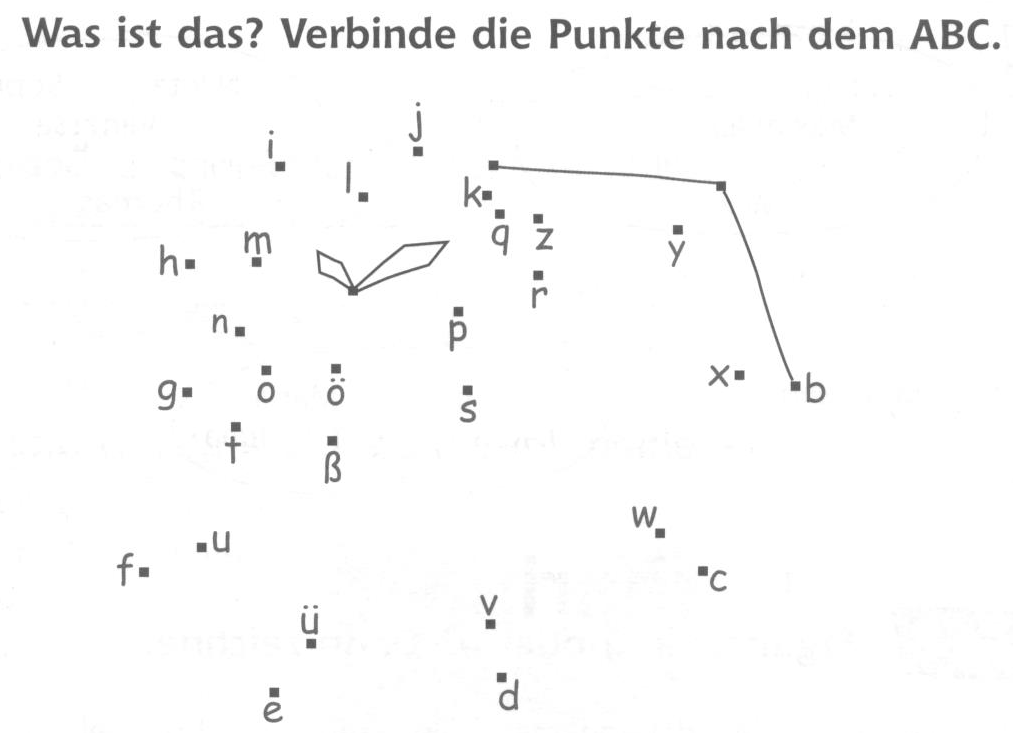 Was ist das? Verbinde die Punkte nach dem ABC.
j
i
l
k
q z y
m
h
r
n
p
x b
g o ö
s
t
ß
w
u
f c
v
ü
d
e